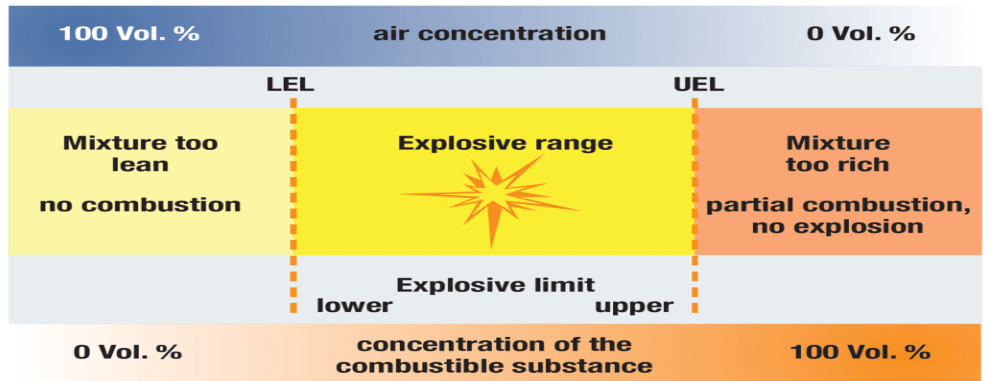 100 Vol. % air concentration 0 Vol. %
LEL UEL
Mixture too
lean
no combustion
Explosive range
Mixture
too rich
partial combustion,
no explosion
Explosive limit
lower upper
0 Vol. %
concentration of the
combustible substance
100 Vol. %